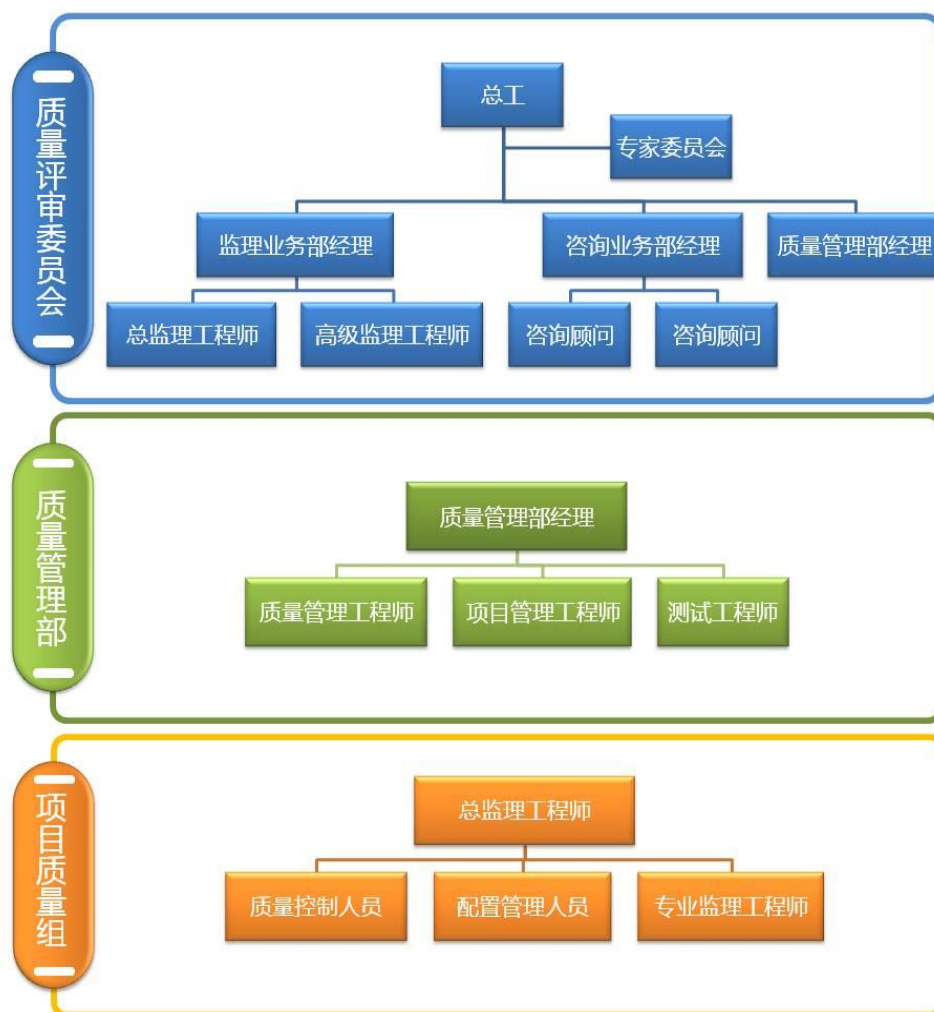 质量评审委员会
总工
专家委员会
监理业务部经理
咨询业务部经理
质量管理部经理
总监理工程师
高级监理工程师
咨询顾问
咨询顾问
质量管理部
质量管理部经理
质量管理工程师
项目管理工程师
测试工程师
项目质量组
总监理工程师
质量控制人员
配置管理人员
专业监理工程师